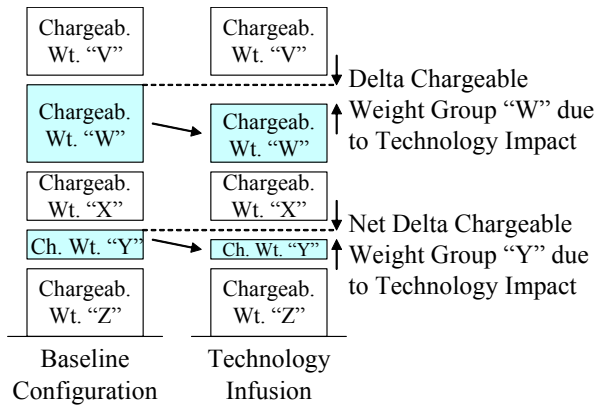 Chargeab.
Wt. “V”
Chargeab.
Wt. “V”
Chargeab.
Wt. “W”
Chargeab.
Wt. “W”
Delta Chargeable
Weight Group “W” due
to Technology Impact
Chargeab.
Wt. “X”
Chargeab.
Wt. “X”
Ch. Wt. “Y”
Ch. Wt. “Y”
Net Delta Chargeable
Weight Group “Y” due
to Technology Impact
Chargeab.
Wt. “Z”
Chargeab.
Wt. “Z”
Baseline
Configuration
Technology
Infusion